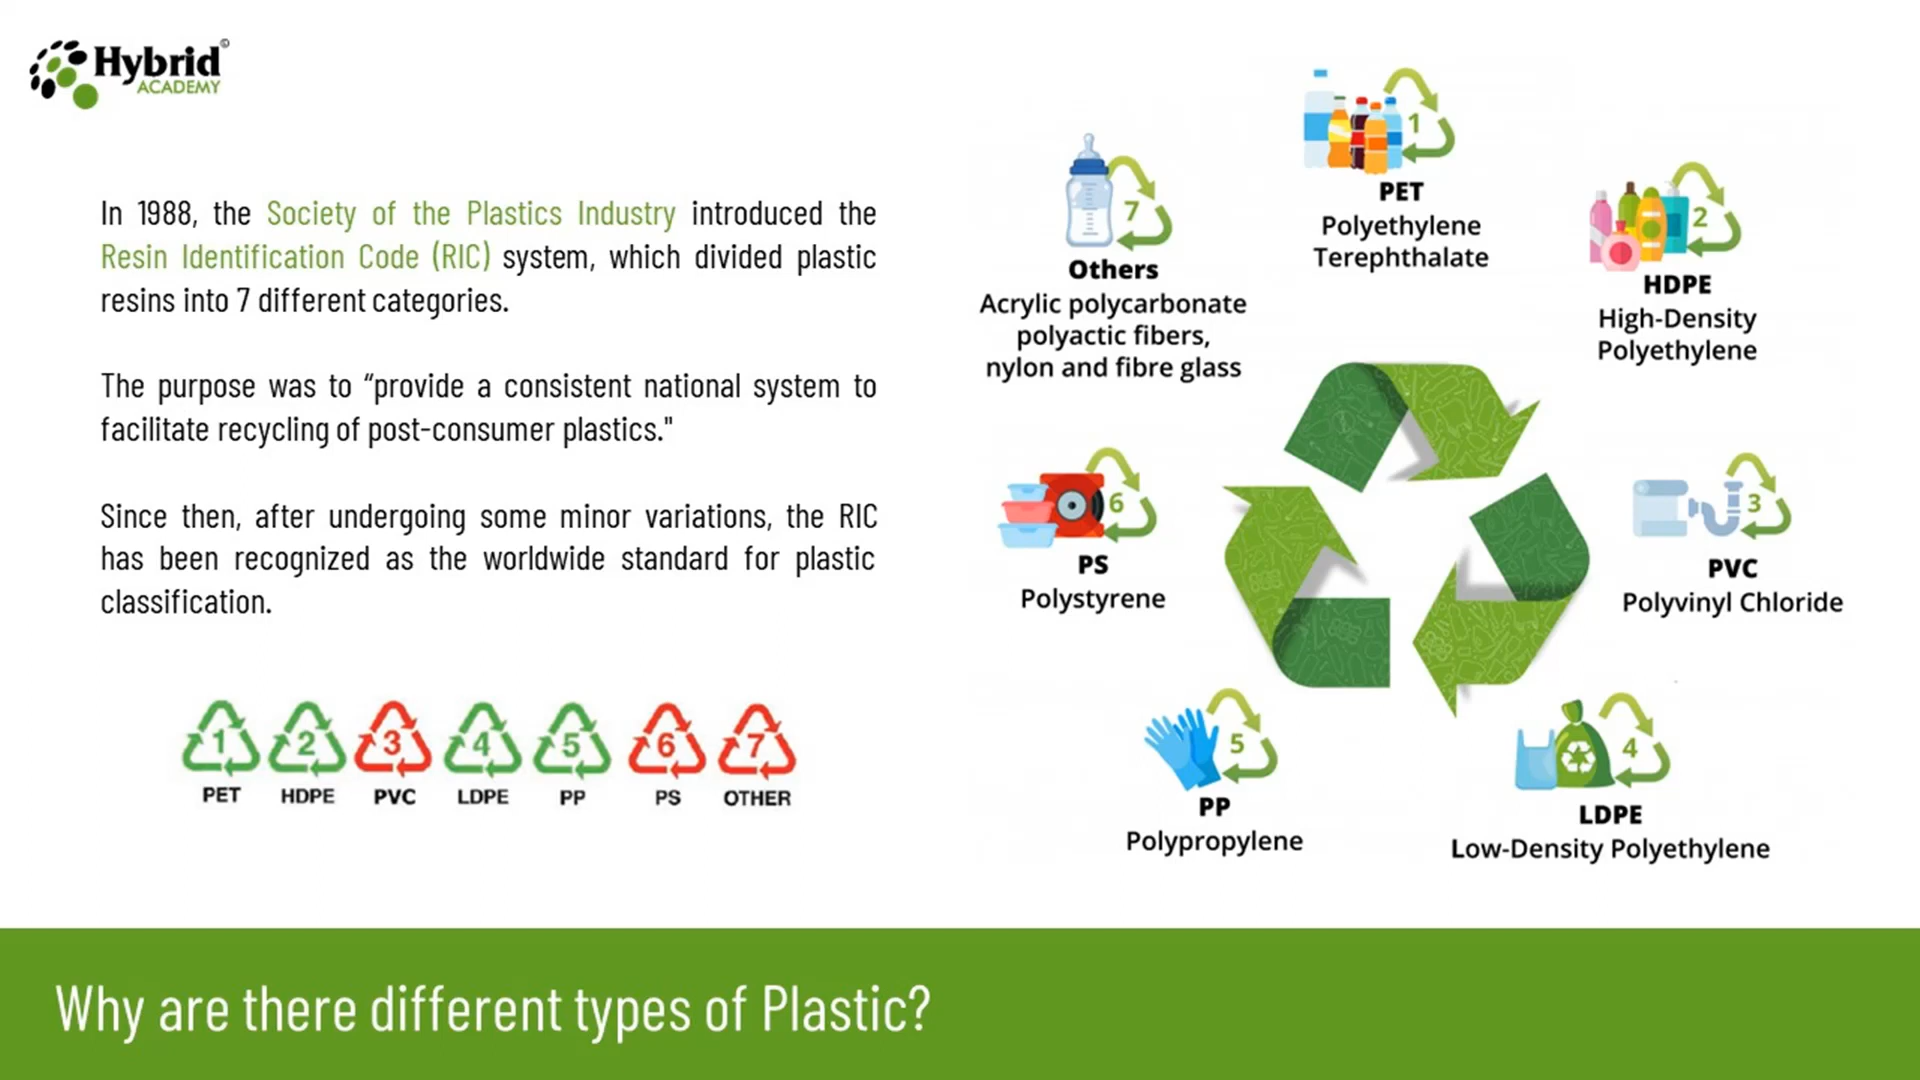 Hybrid©
ACADEMY
In 1988, the Society of the Plastics Industry introduced the
Resin Identification Code (RIC) system, which divided plastic
resins into 7 different categories.
The purpose was to “provide a consistent national system to
facilitate recycling of post-consumer plastics."
Since then, after undergoing some minor variations, the RIC
has been recognized as the worldwide standard for plastic
classification.
1 2 3 4 5 6 7
PET HDPE PVC LDPE PP PS OTHER
1
PET
Polyethylene
Terephthalate
2
HDPE
High-Density
Polyethylene
3
PVC
Polyvinyl Chloride
4
LDPE
Low-Density Polyethylene
5
PP
Polypropylene
6
PS
Polystyrene
7
Others
Acrylic polycarbonate
polyactic fibers,
nylon and fibre glass
Why are there different types of Plastic?